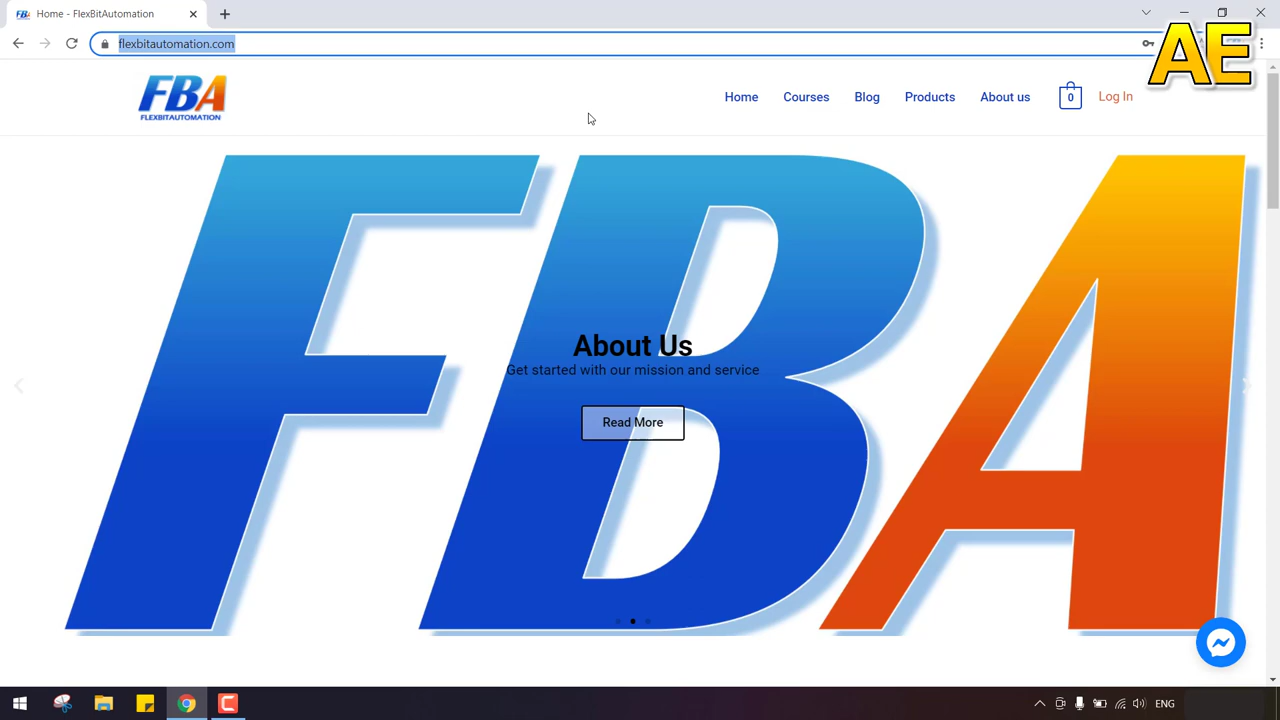 Home - FlexBitAutomation
flexbitautomation.com
AE
FBA
FLEXBITAUTOMATION
Home
Courses
Blog
Products
About us
0
Log In
FBA
About Us
Get started with our mission and service
Read More
ENG